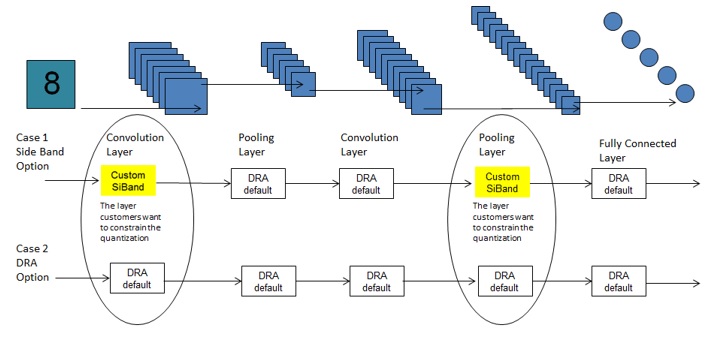 8
Case 1
Side Band
Option
Convolution
Layer
Pooling
Layer
Convolution
Layer
Pooling
Layer
Fully Connected
Layer
Custom
SiBand
DRA
default
DRA
default
Custom
SiBand
DRA
default
The layer
customers want
to constrain the
quantization
The layer
customers want
to constrain the
quantization
Case 2
DRA
Option
DRA
default
DRA
default
DRA
default
DRA
default
DRA
default